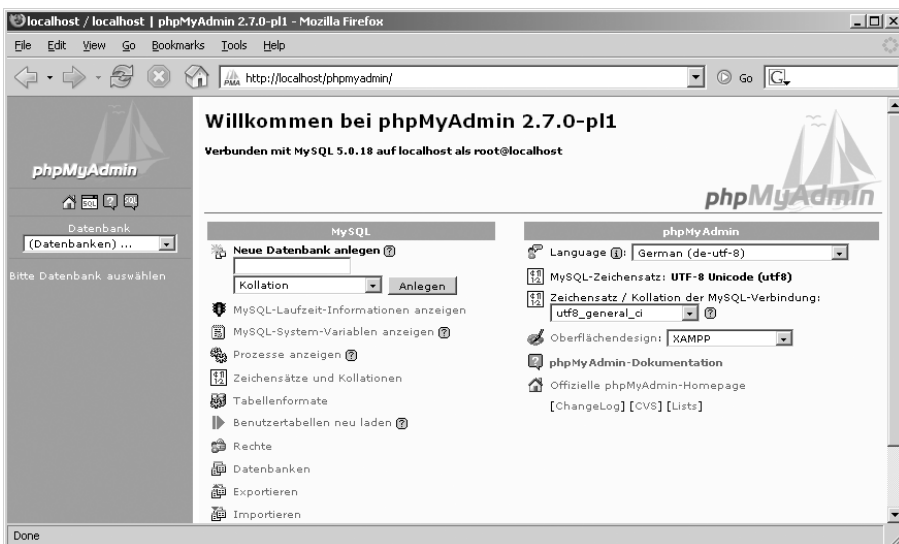 localhost / localhost | phpMyAdmin 2.7.0-pl1 - Mozilla Firefox
File Edit View Go Bookmarks Tools Help
PMA http://localhost/phpmyadmin/ Go G
phpMyAdmin
SQL ? SQL
Datenbank
(Datenbanken) ...
Bitte Datenbank auswählen
Willkommen bei phpMyAdmin 2.7.0-pl1
Verbunden mit MySQL 5.0.18 auf localhost als root@localhost
phpMyAdmin
MySQL
Neue Datenbank anlegen
Kollation Anlegen
MySQL-Laufzeit-Informationen anzeigen
MySQL-System-Variablen anzeigen
Prozesse anzeigen
Zeichensätze und Kollationen
Tabellenformate
Benutzertabellen neu laden
Rechte
Datenbanken
Exportieren
Importieren
phpMyAdmin
Language : German (de-utf-8)
MySQL-Zeichensatz: UTF-8 Unicode (utf8)
Zeichensatz / Kollation der MySQL-Verbindung:
utf8_general_ci
Oberflächendesign: XAMPP
phpMyAdmin-Dokumentation
Offizielle phpMyAdmin-Homepage
[ChangeLog] [CVS] [Lists]
Done